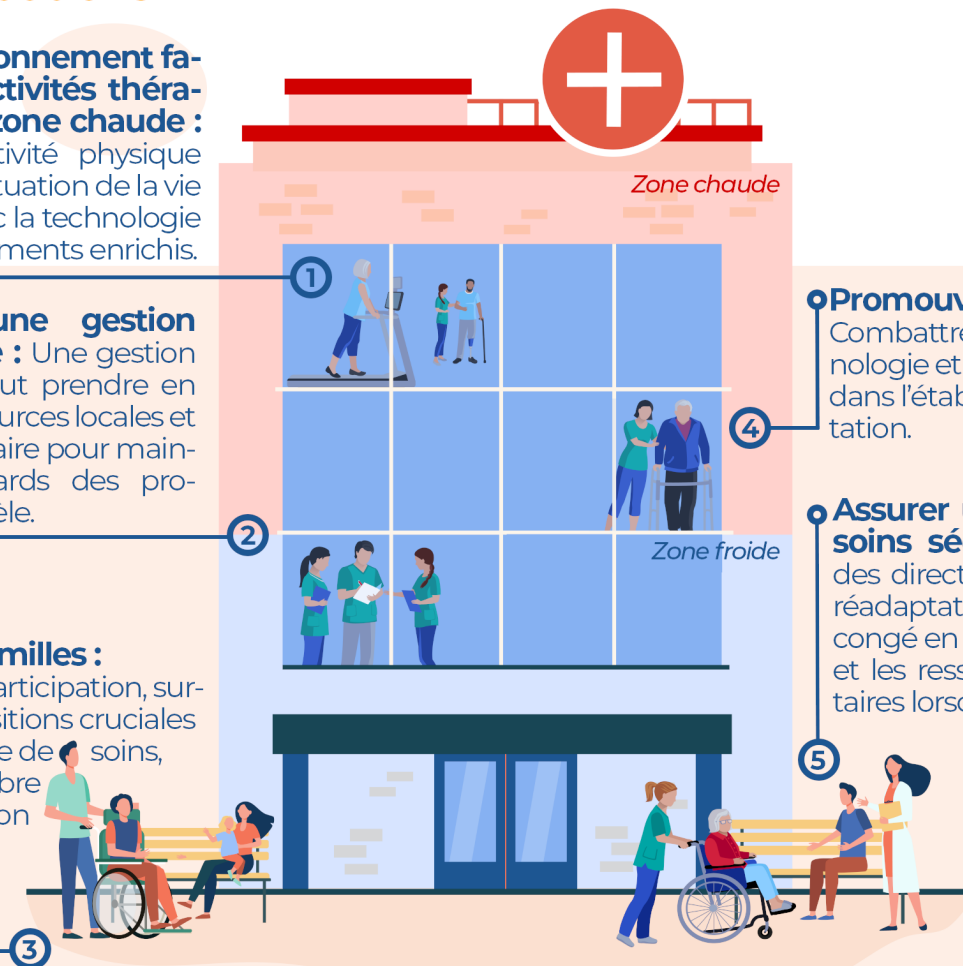 onnement fa-
ctivités théra-
zone chaude :
tivité physique
tuation de la vie
c la technologie
ments enrichis.
1
une gestion
e : Une gestion
ut prendre en
urces locales et
aire pour main-
ards des pro-
èle.
2
milles :
articipation, sur-
sitions cruciales
e de soins,
bre
on
3
Zone chaude
Zone froide
Promouv
Combattre
nologie et
dans l'étab
tation.
4
Assurer
soins sé
des direct
réadaptat
congé en
et les ress
taires lorsc
5